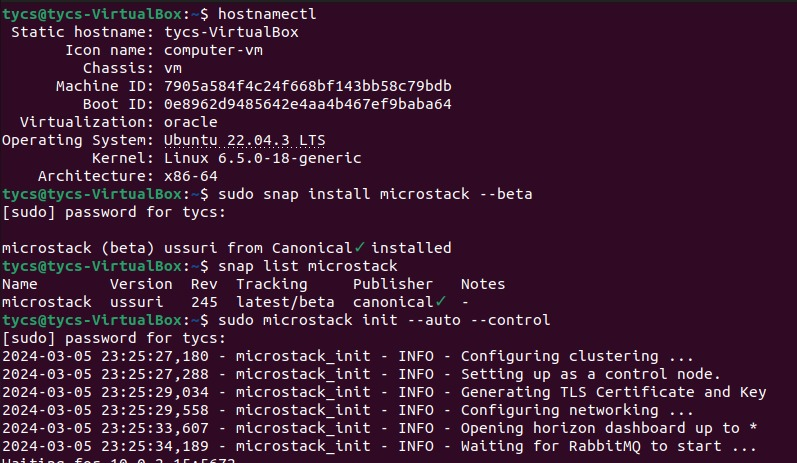 tycs@tycs-VirtualBox:~$ hostnamectl
 Static hostname: tycs-VirtualBox
       Icon name: computer-vm
         Chassis: vm
      Machine ID: 7905a584f4c24f668bf143bb58c79bdb
         Boot ID: 0e8962d9485642e4aa4b467ef9baba64
  Virtualization: oracle
Operating System: Ubuntu 22.04.3 LTS
          Kernel: Linux 6.5.0-18-generic
    Architecture: x86-64
tycs@tycs-VirtualBox:~$ sudo snap install microstack --beta
[sudo] password for tycs:
microstack (beta) ussuri from Canonical✓ installed
tycs@tycs-VirtualBox:~$ snap list microstack
Name        Version  Rev  Tracking     Publisher   Notes
microstack  ussuri   245  latest/beta  canonical✓  -
tycs@tycs-VirtualBox:~$ sudo microstack init --auto --control
[sudo] password for tycs:
2024-03-05 23:25:27,180 - microstack_init - INFO - Configuring clustering ...
2024-03-05 23:25:27,288 - microstack_init - INFO - Setting up as a control node.
2024-03-05 23:25:29,034 - microstack_init - INFO - Generating TLS Certificate and Key
2024-03-05 23:25:29,558 - microstack_init - INFO - Configuring networking ...
2024-03-05 23:25:33,607 - microstack_init - INFO - Opening horizon dashboard up to *
2024-03-05 23:25:34,189 - microstack_init - INFO - Waiting for RabbitMQ to start ...
Waiting for 10.0.2.15:5672